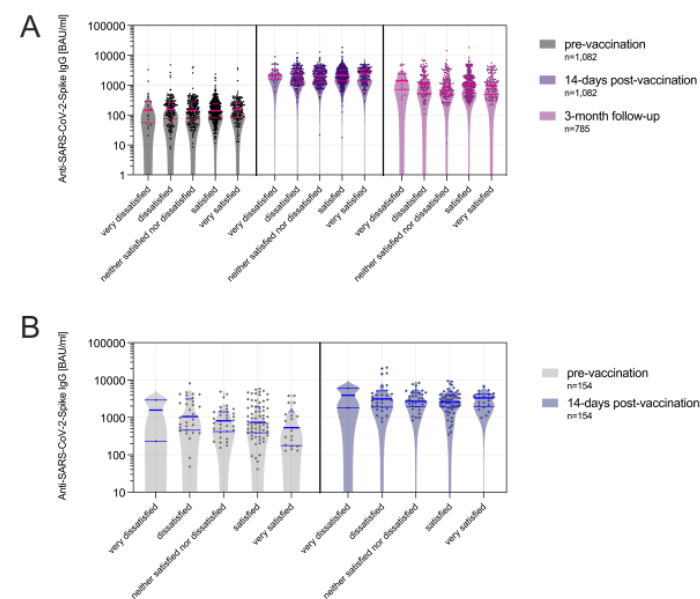 A
Anti-SARS-CoV-2-Spike IgG [BAU/ml]
100000
10000
1000
100
10
1
very dissatisfied
dissatisfied
neither satisfied nor dissatisfied
satisfied
very satisfied
very dissatisfied
dissatisfied
neither satisfied nor dissatisfied
satisfied
very satisfied
very dissatisfied
dissatisfied
neither satisfied nor dissatisfied
satisfied
very satisfied
pre-vaccination
n=1,082
14-days post-vaccination
n=1,082
3-month follow-up
n=785
B
Anti-SARS-CoV-2-Spike IgG [BAU/ml]
100000
10000
1000
100
10
very dissatisfied
dissatisfied
neither satisfied nor dissatisfied
satisfied
very satisfied
very dissatisfied
dissatisfied
neither satisfied nor dissatisfied
satisfied
very satisfied
pre-vaccination
n=154
14-days post-vaccination
n=154